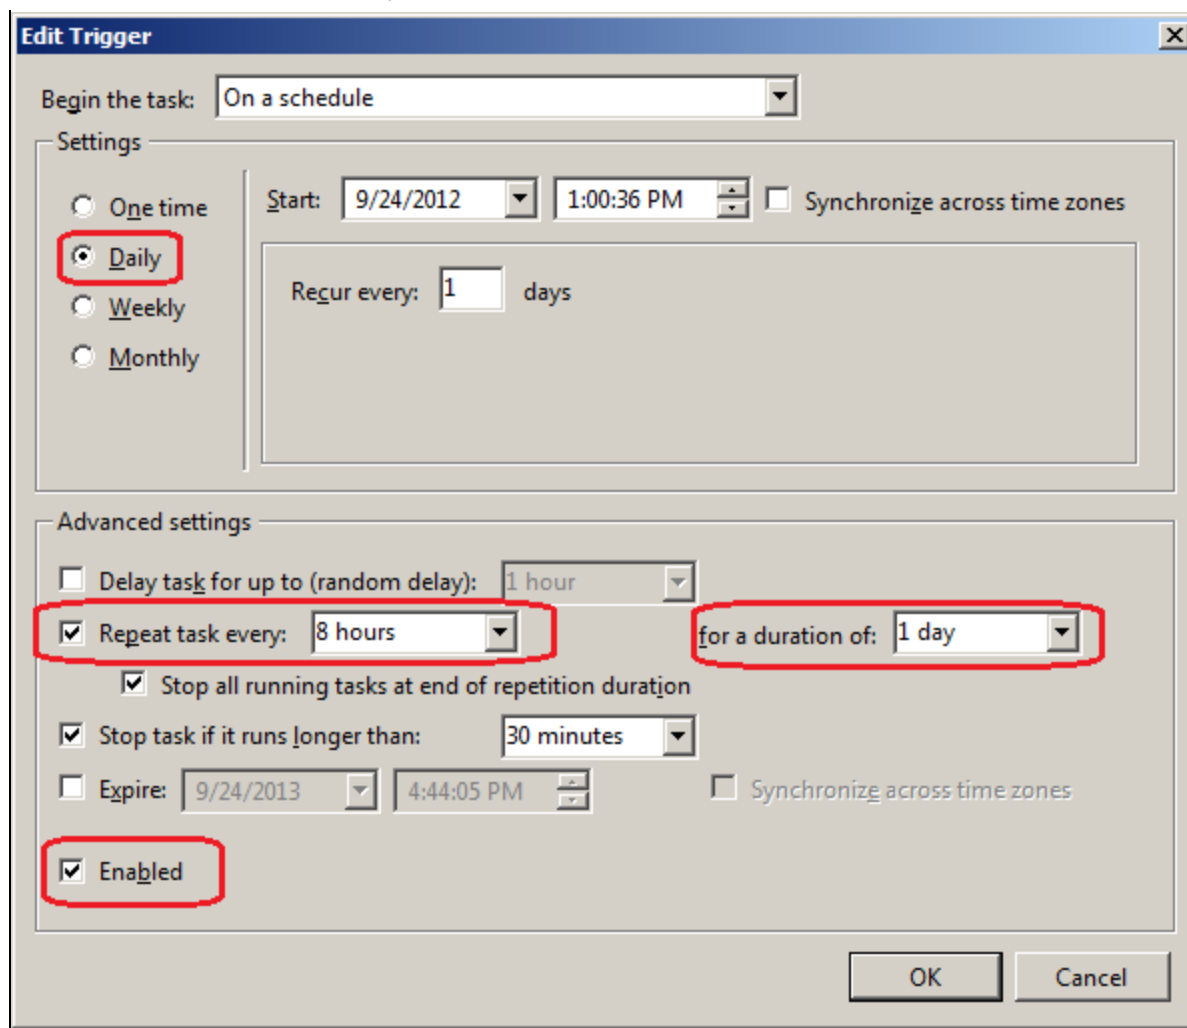 Edit Trigger
Begin the task: On a schedule
Settings
One time
Start: 9/24/2012 1:00:36 PM Synchronize across time zones
Daily
Recur every: 1 days
Weekly
Monthly
Advanced settings
Delay task for up to (random delay): 1 hour
Repeat task every: 8 hours for a duration of: 1 day
Stop all running tasks at end of repetition duration
Stop task if it runs longer than: 30 minutes
Expire: 9/24/2013 4:44:05 PM Synchronize across time zones
Enabled
OK Cancel